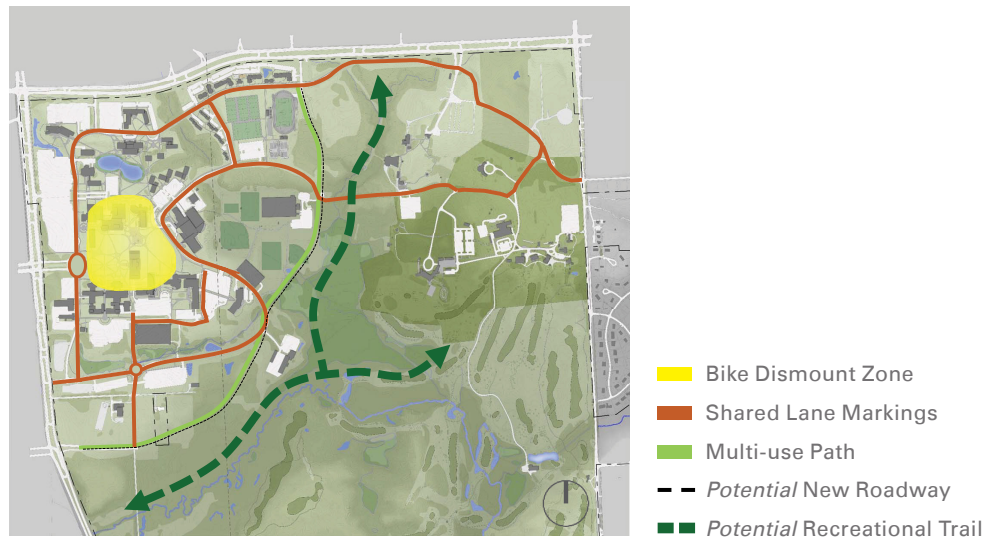 Bike Dismount Zone
Shared Lane Markings
Multi-use Path
Potential New Roadway
Potential Recreational Trail